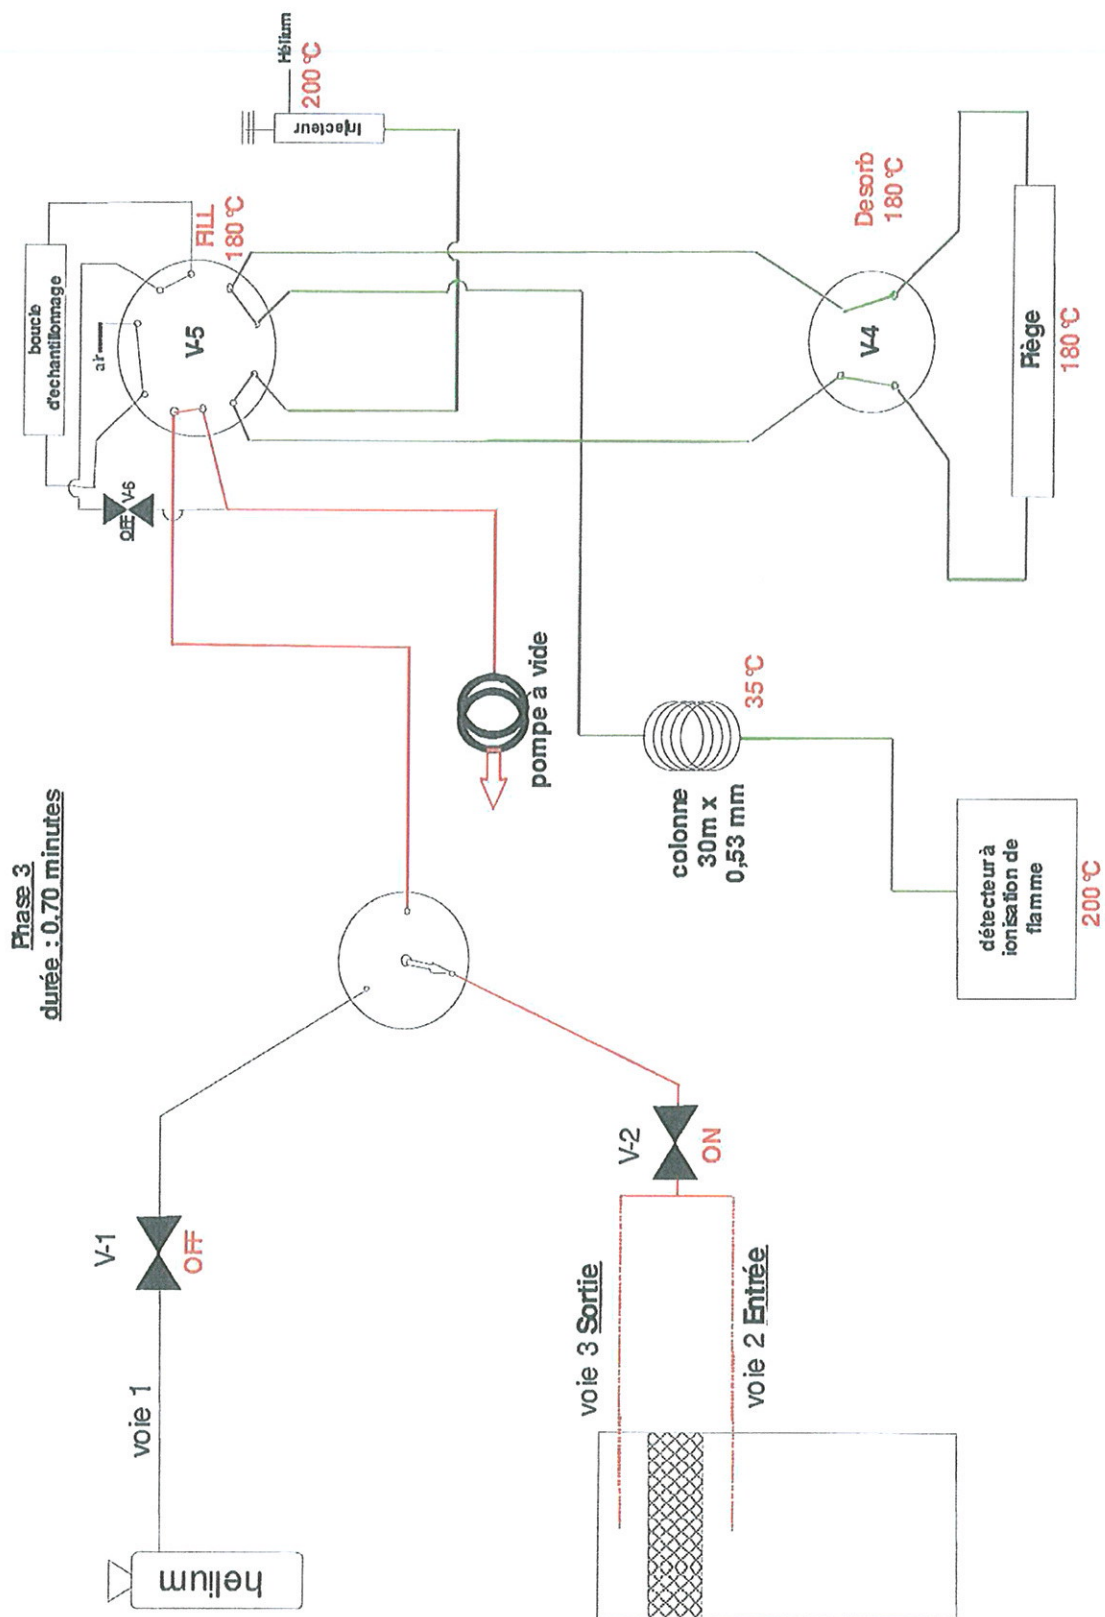 Phase 3
durée : 0.70 minutes
helium
voie 1
V-1
OFF
voie 3 Sortie
voie 2 Entrée
V-2
ON
pompe à vide
OFF
V-6
boucle
d'echantillonnage
air
V-5
FILL
180°C
Injecteur
Hélium
200°C
colonne
30m x
0,53 mm
35°C
détecteur à
ionisation de
flamme
200°C
V-4
Desorb
180°C
Piège
180°C